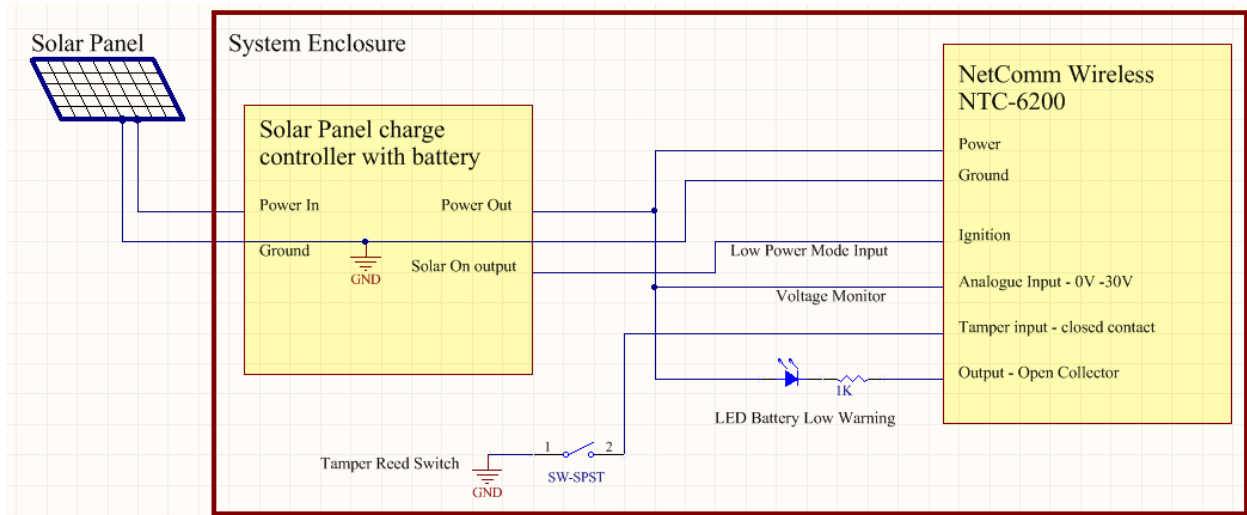 Solar Panel
System Enclosure
NetComm Wireless
NTC-6200
Solar Panel charge
controller with battery
Power
Ground
Power In
Power Out
Ignition
Ground
Low Power Mode Input
Solar On output
GND
Analogue Input - 0V -30V
Voltage Monitor
Tamper input - closed contact
Output - Open Collector
1K
LED Battery Low Warning
1
2
Tamper Reed Switch
SW-SPST
GND